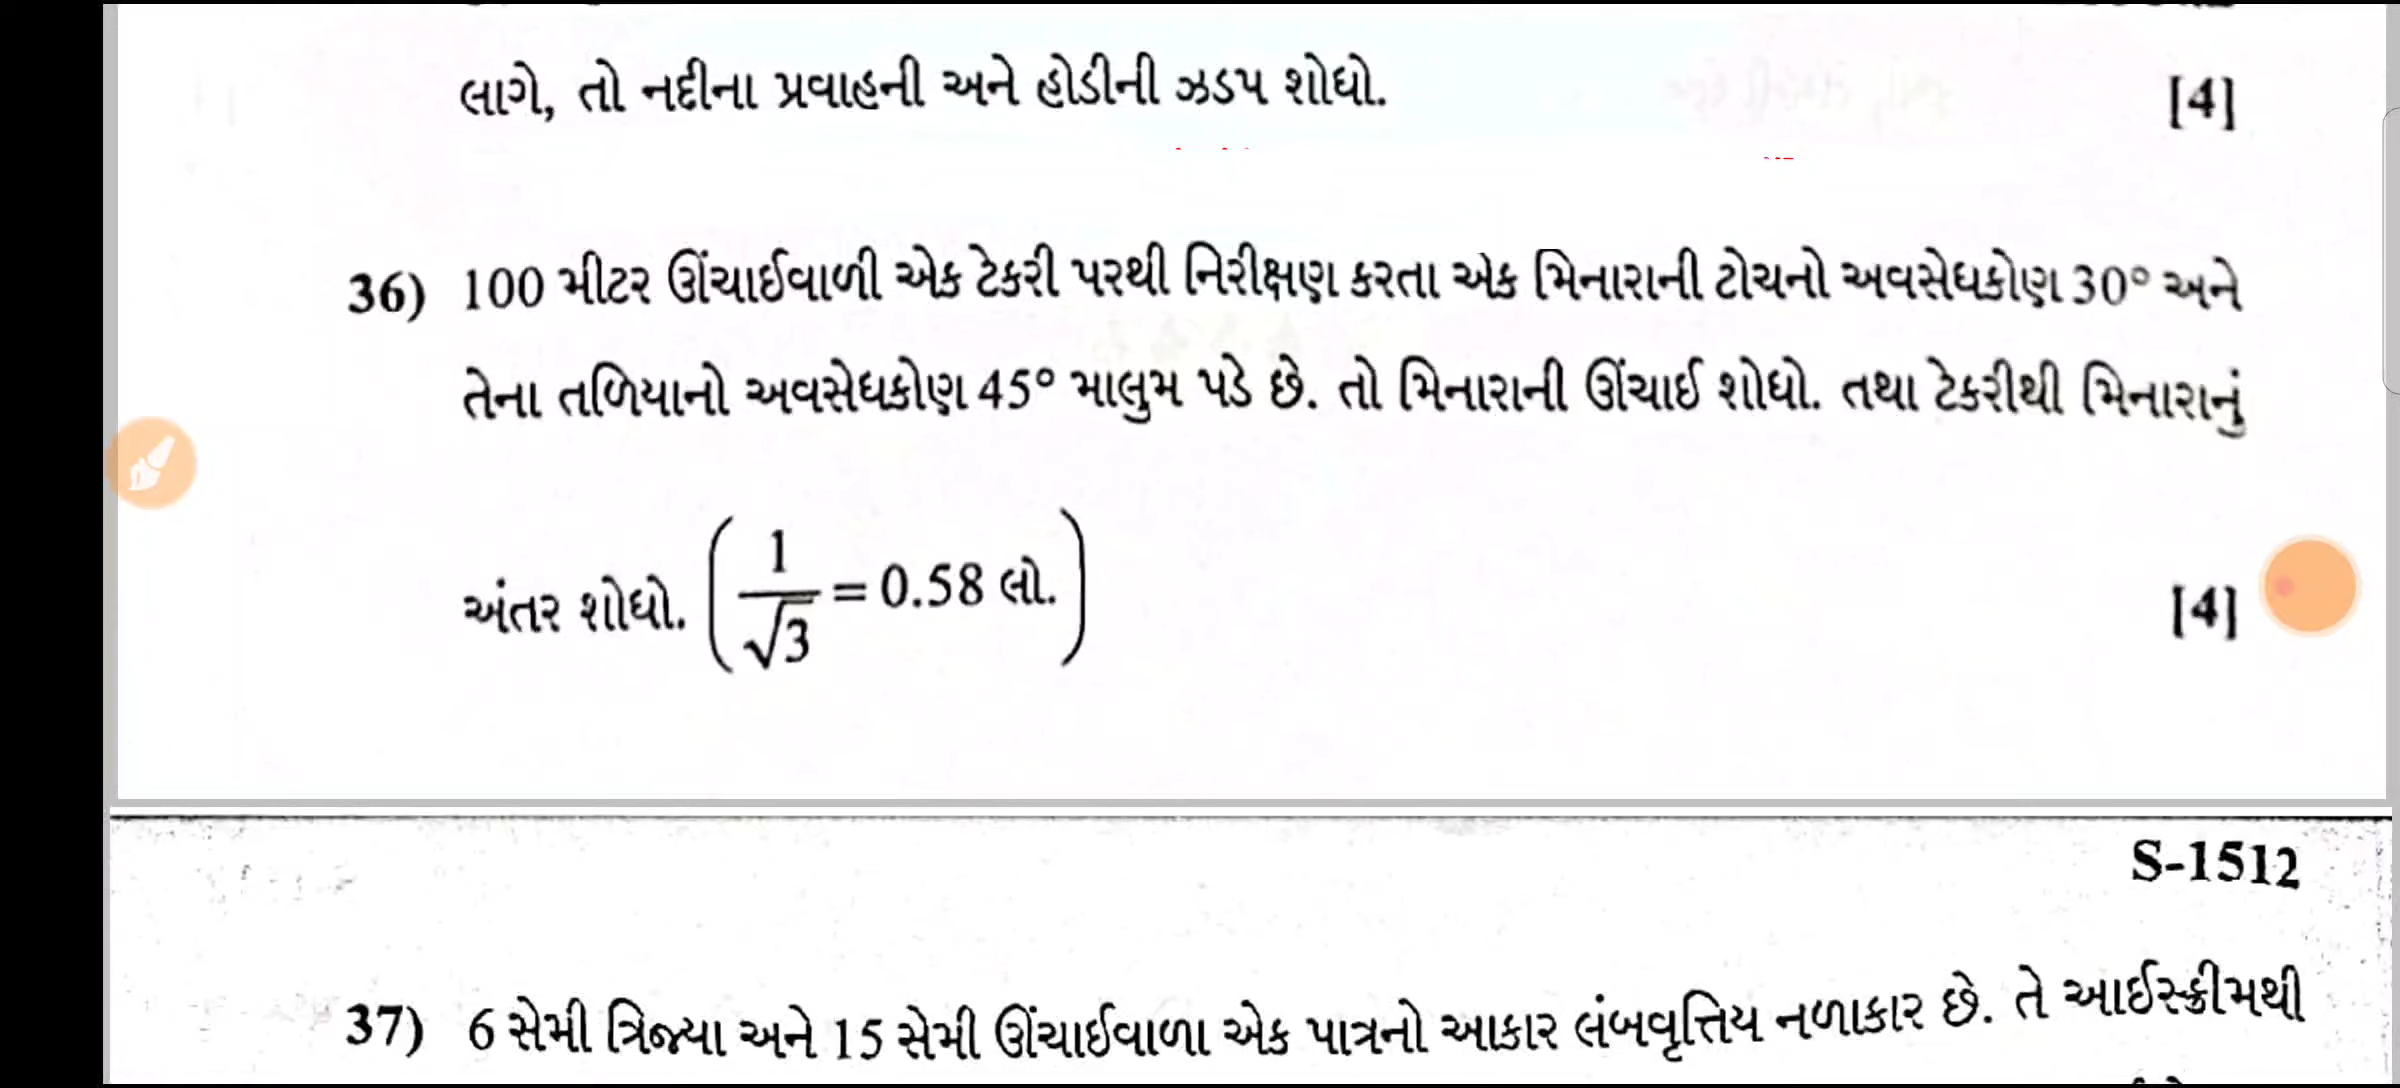 લાગે, તો નદીના પ્રવાહની અને હોડીની ઝડપ શોધો. [4]
36) 100 મીટર ઊંચાઈવાળી એક ટેકરી પરથી નિરીક્ષણ કરતા એક મિનારાની ટોચનો અવસેધકોણ 30° અને
તેના તળિયાનો અવસેધકોણ 45° માલુમ પડે છે. તો મિનારાની ઊંચાઈ શોધો. તથા ટેકરીથી મિનારાનું
અંતર શોધો. (1/√3 = 0.58 લો.) [4]
S-1512
37) 6 સેમી ત્રિજ્યા અને 15 સેમી ઊંચાઈવાળા એક પાત્રનો આકાર લંબવૃત્તિય નળાકાર છે. તે આઈસ્ક્રીમથી